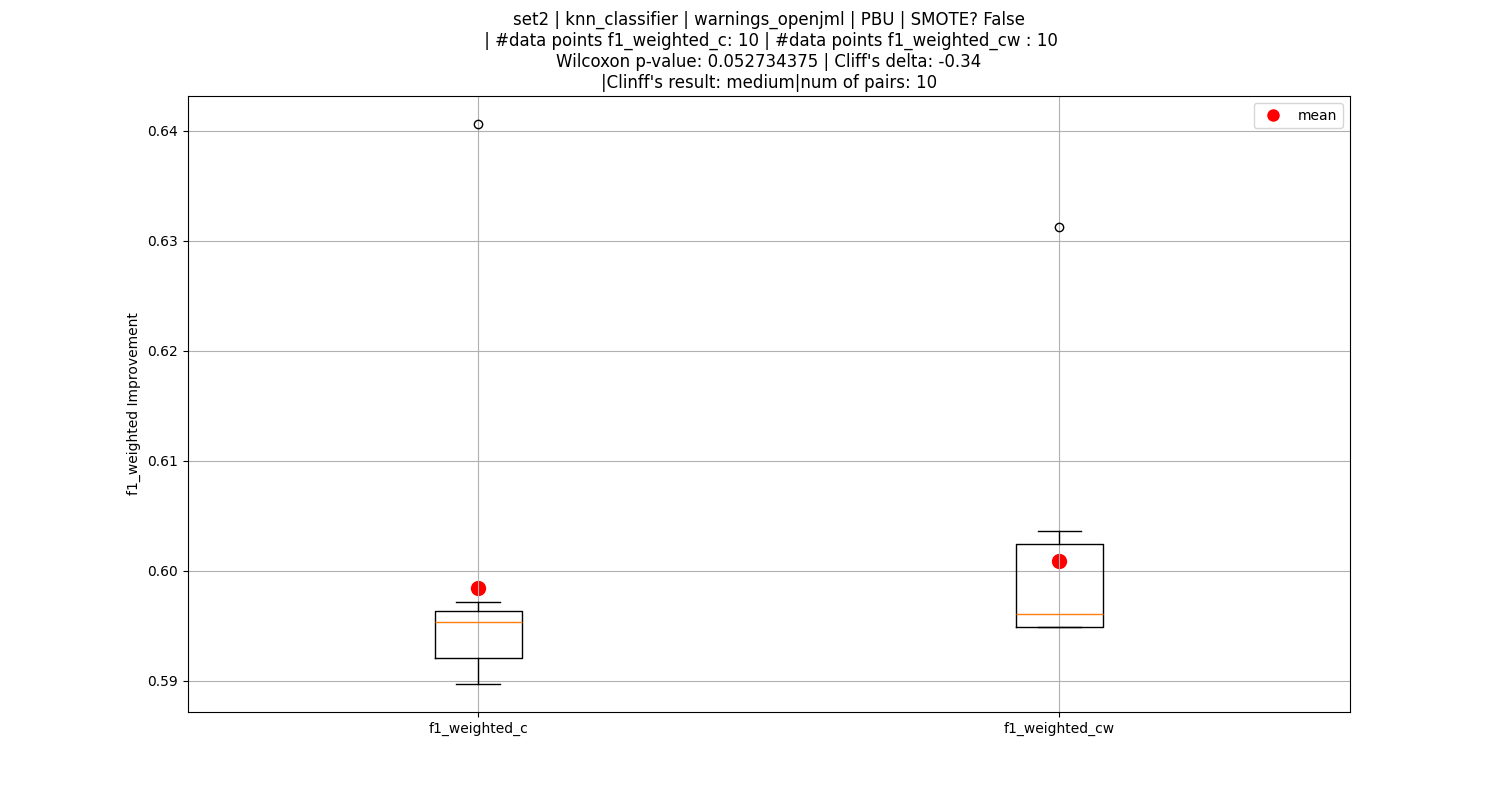 set2 | knn_classifier | warnings_openjml | PBU | SMOTE? False
| #data points f1_weighted_c: 10 | #data points f1_weighted_cw : 10
Wilcoxon p-value: 0.052734375 | Cliff's delta: -0.34
|Clinff's result: medium|num of pairs: 10
mean
0.64
0.63
0.62
0.61
0.60
0.59
f1_weighted Improvement
f1_weighted_c
f1_weighted_cw